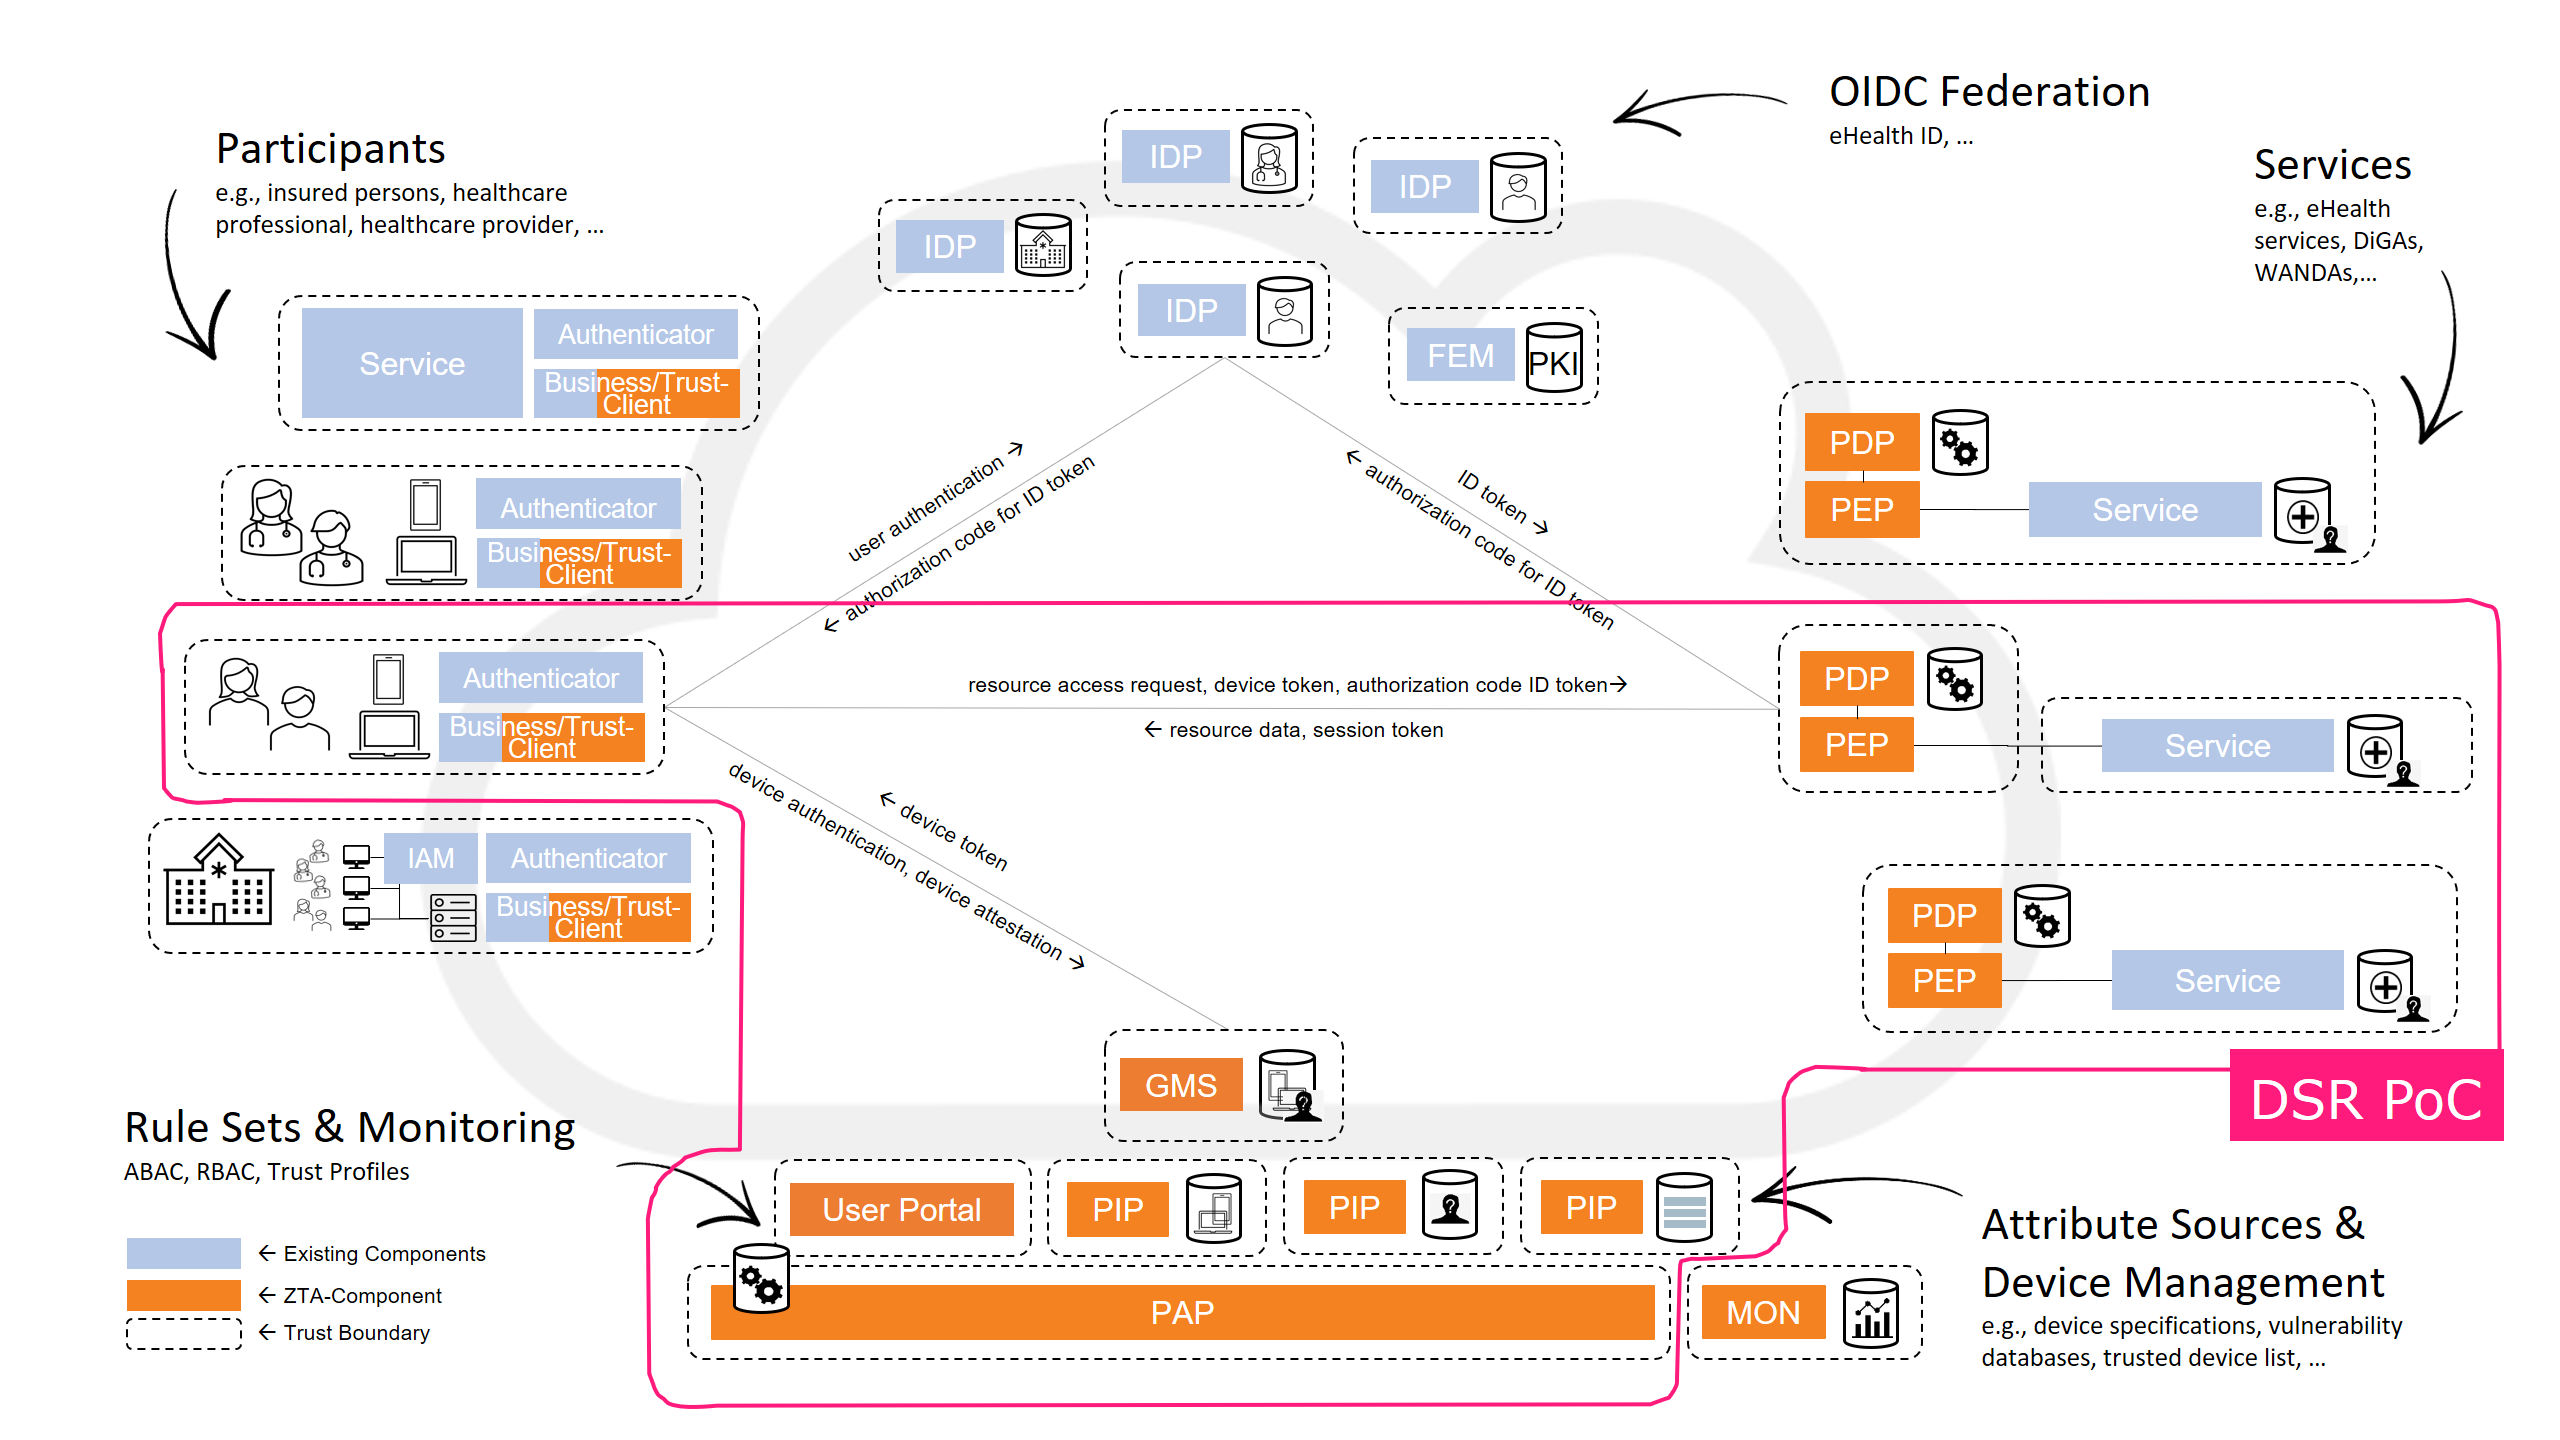 OIDC Federation
eHealth ID, ...
Participants
e.g., insured persons, healthcare
professional, healthcare provider, ...
Services
e.g., eHealth
services, DiGAs,
WANDAs,...
IDP
IDP
IDP
IDP
FEM
PKI
Service
Authenticator
Business/Trust-
Client
Authenticator
Business/Trust-
Client
user authentication →
← authorization code for ID token
ID token →
← authorization code for ID token
PDP
PEP
Service
Authenticator
Business/Trust-
Client
resource access request, device token, authorization code ID token→
← resource data, session token
PDP
PEP
Service
← device token
device authentication, device attestation →
IAM
Authenticator
Business/Trust-
Client
PDP
PEP
Service
DSR PoC
GMS
Rule Sets & Monitoring
ABAC, RBAC, Trust Profiles
User Portal
PIP
PIP
PIP
PAP
MON
Attribute Sources &
Device Management
e.g., device specifications, vulnerability
databases, trusted device list, ...
← Existing Components
← ZTA-Component
← Trust Boundary